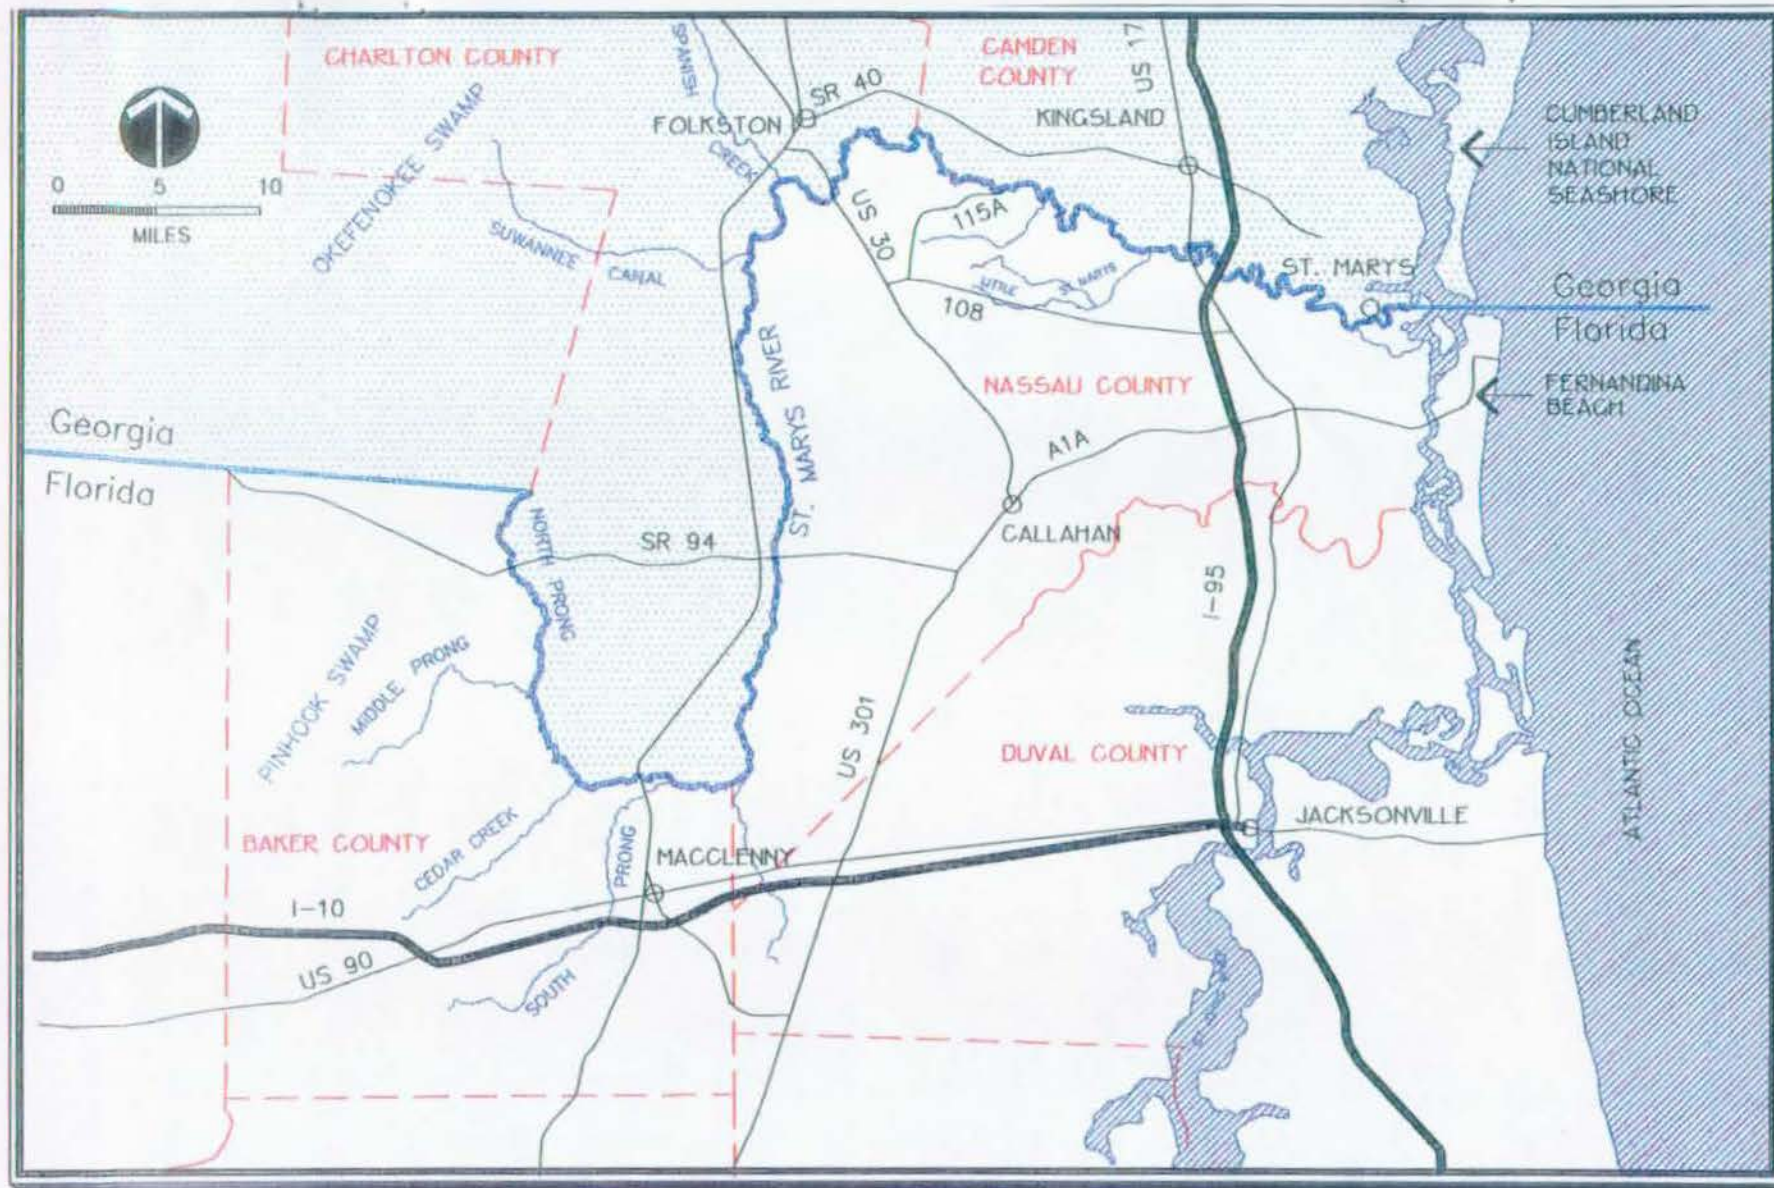 CHARLTON COUNTY
CAMDEN
COUNTY
US 17
SPANISH
CREEK
SR 40
FOLKSTON
KINGSLAND
CUMBERLAND
ISLAND
NATIONAL
SEASHORE
OKEFENOKEE SWAMP
0 5 10
MILES
SUWANNEE CANAL
US 30
115A
LITTLE ST. MARYS
108
ST. MARYS
Georgia
Florida
ST. MARYS RIVER
NASSAU COUNTY
FERNANDINA
BEACH
A1A
Georgia
Florida
NORTH PRONG
SR 94
CALLAHAN
I-95
PINHOOK SWAMP
MIDDLE PRONG
US 301
DUVAL COUNTY
ATLANTIC OCEAN
BAKER COUNTY
CEDAR CREEK
SOUTH PRONG
MACCLENNY
JACKSONVILLE
I-10
US 90